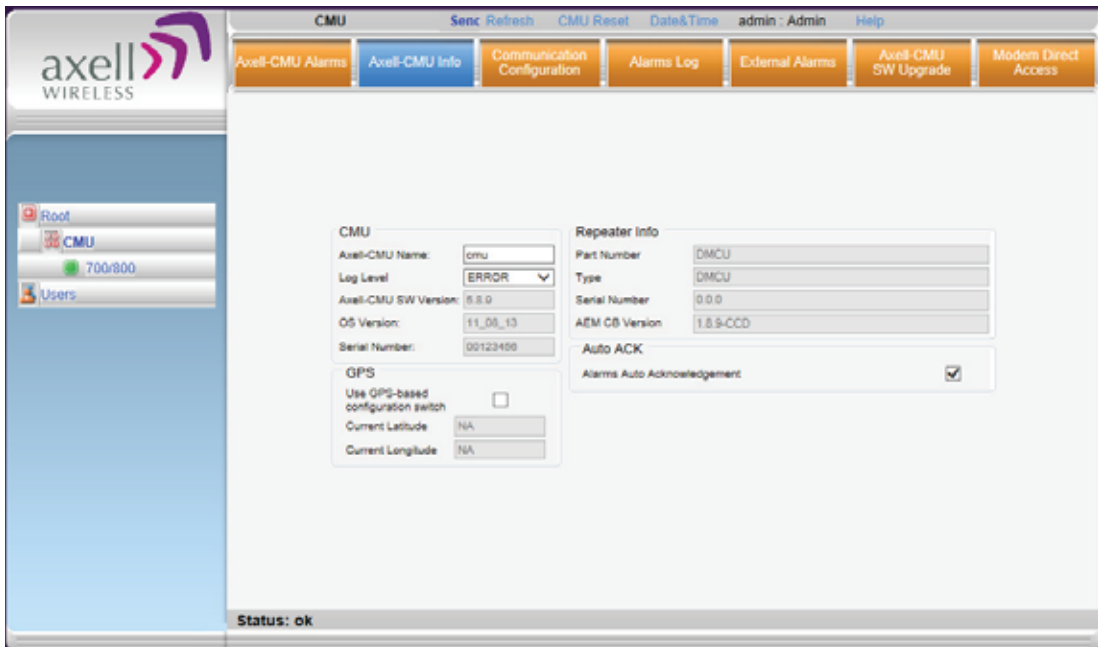 axell
WIRELESS
CMU Send Refresh CMU Reset Date&Time admin : Admin Help
Axell-CMU Alarms
Axell-CMU Info
Communication
Configuration
Alarms Log
External Alarms
Axell-CMU
SW Upgrade
Modem Direct
Access
Root
CMU
700/800
Users
CMU
Axell-CMU Name: cmu
Log Level ERROR
Axell-CMU SW Version: 5.8.9
OS Version: 11_08_13
Serial Number: 00123456
GPS
Use GPS-based
configuration switch
Current Latitude NA
Current Longitude NA
Repeater Info
Part Number DMCU
Type DMCU
Serial Number 0.0.0
AEM CB Version 1.8.9-CCD
Auto ACK
Alarms Auto Acknowledgement
Status: ok